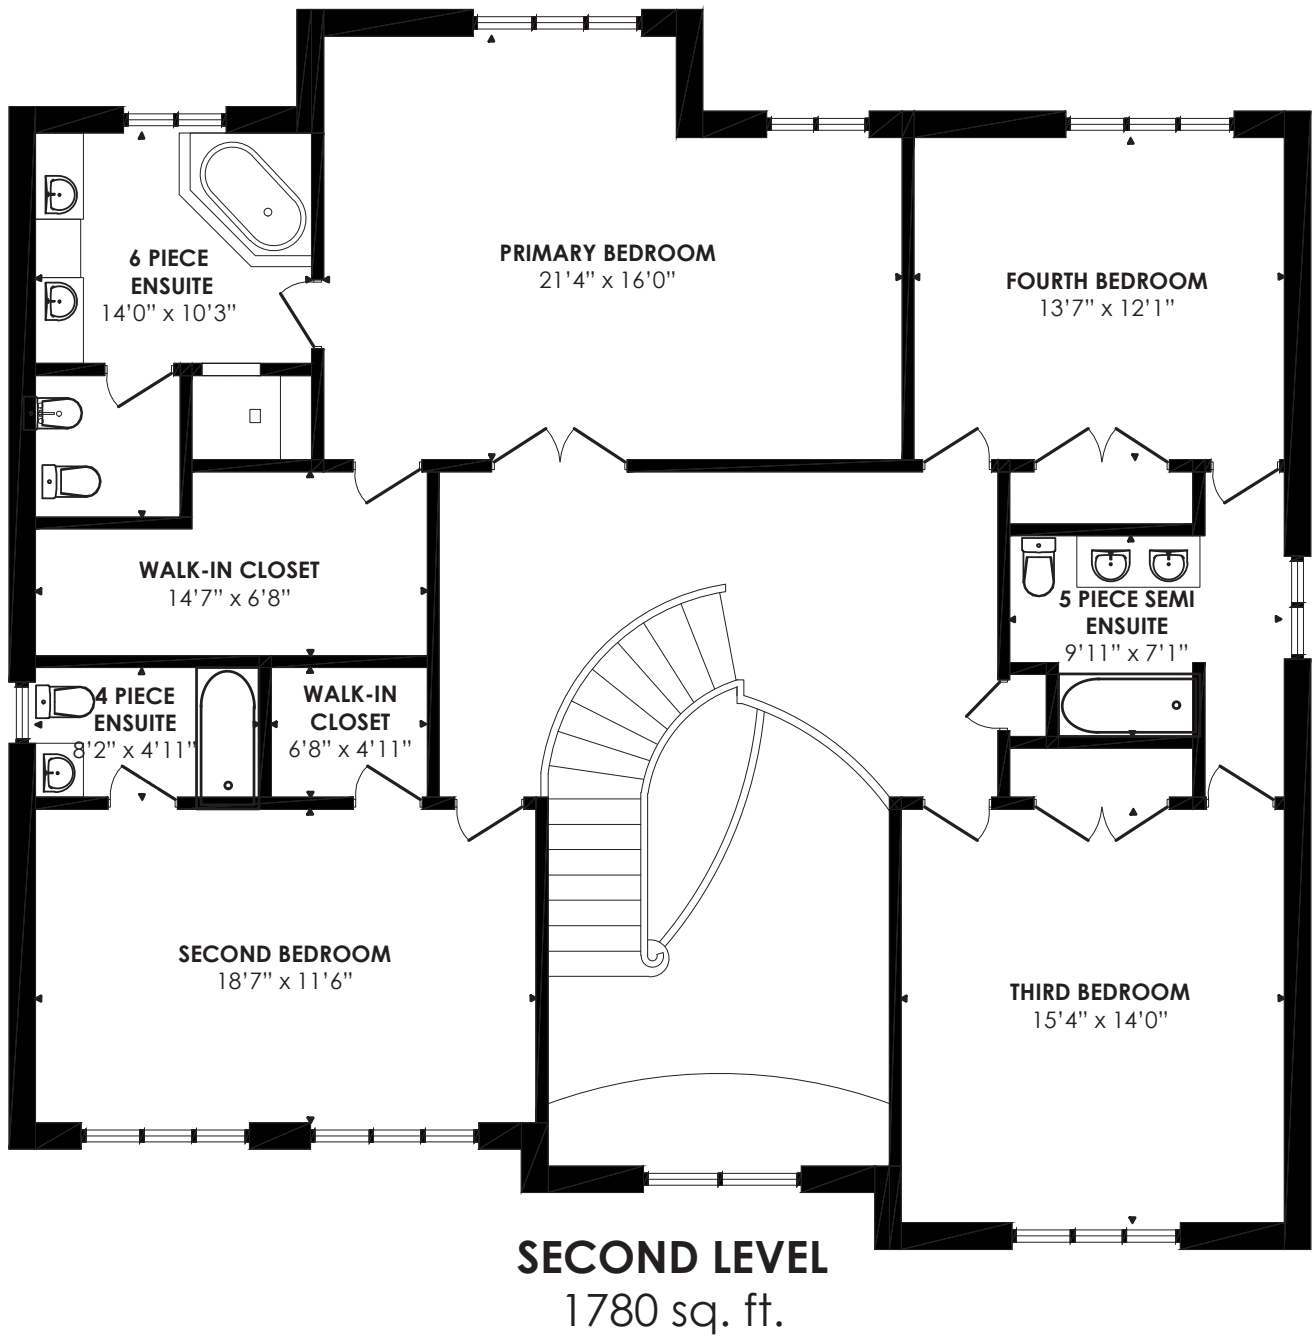 PRIMARY BEDROOM
21'4” x 16'0”
6 PIECE
ENSUITE
14'0” x 10'3”
FOURTH BEDROOM
13'7” x 12'1”
WALK-IN CLOSET
14'7” x 6'8”
5 PIECE SEMI
ENSUITE
9'11” x 7'1”
4 PIECE
ENSUITE
8'2” x 4'11”
WALK-IN
CLOSET
6'8” x 4'11”
SECOND BEDROOM
18'7” x 11'6”
THIRD BEDROOM
15'4” x 14'0”
SECOND LEVEL
1780 sq. ft.